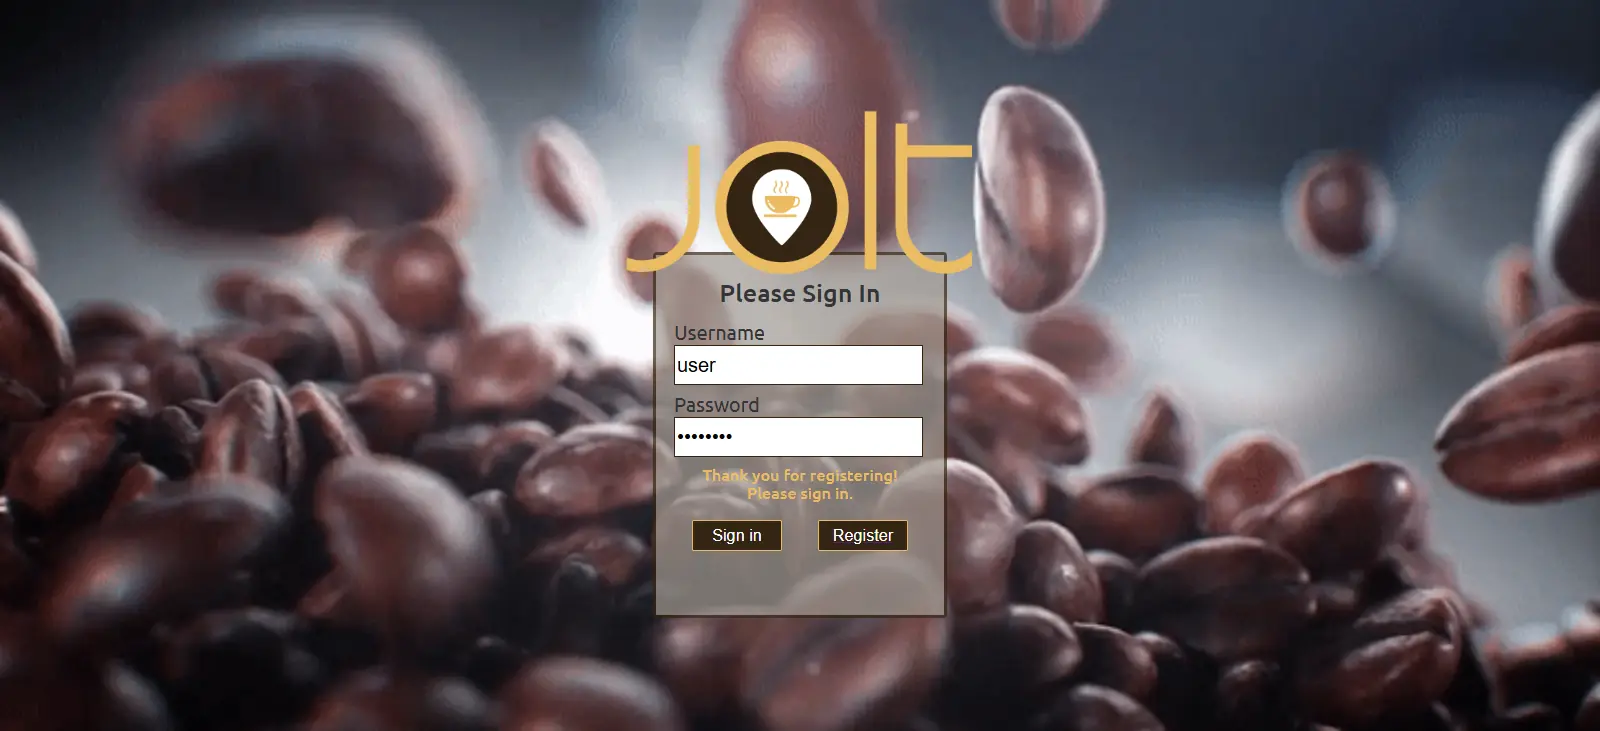 jolt
Please Sign In
Username
user
Password
••••••••
Thank you for registering!
Please sign in.
Sign in
Register